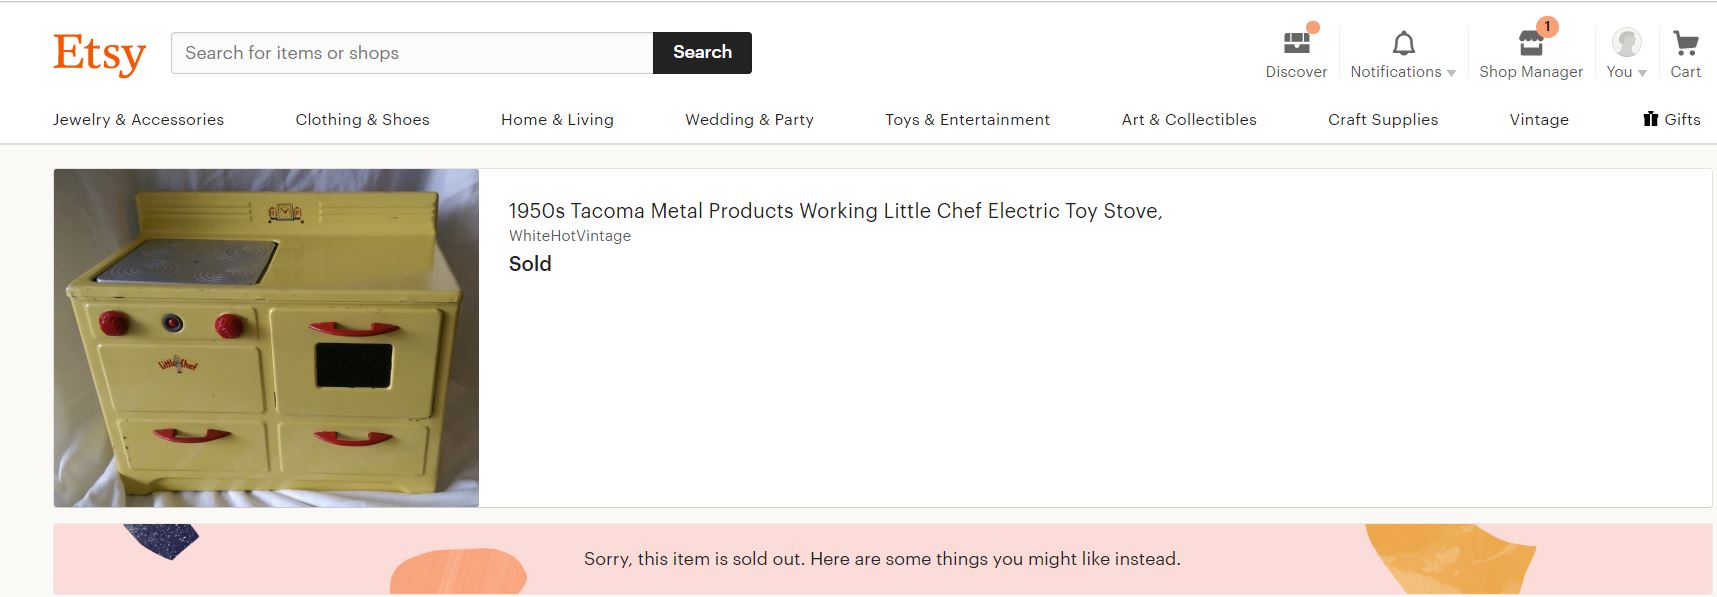 Etsy
Search for items or shops
Search
Discover
Notifications
1
Shop Manager
You
Cart
Jewelry & Accessories
Clothing & Shoes
Home & Living
Wedding & Party
Toys & Entertainment
Art & Collectibles
Craft Supplies
Vintage
Gifts
Little Chef
1950s Tacoma Metal Products Working Little Chef Electric Toy Stove,
WhiteHotVintage
Sold
Sorry, this item is sold out. Here are some things you might like instead.